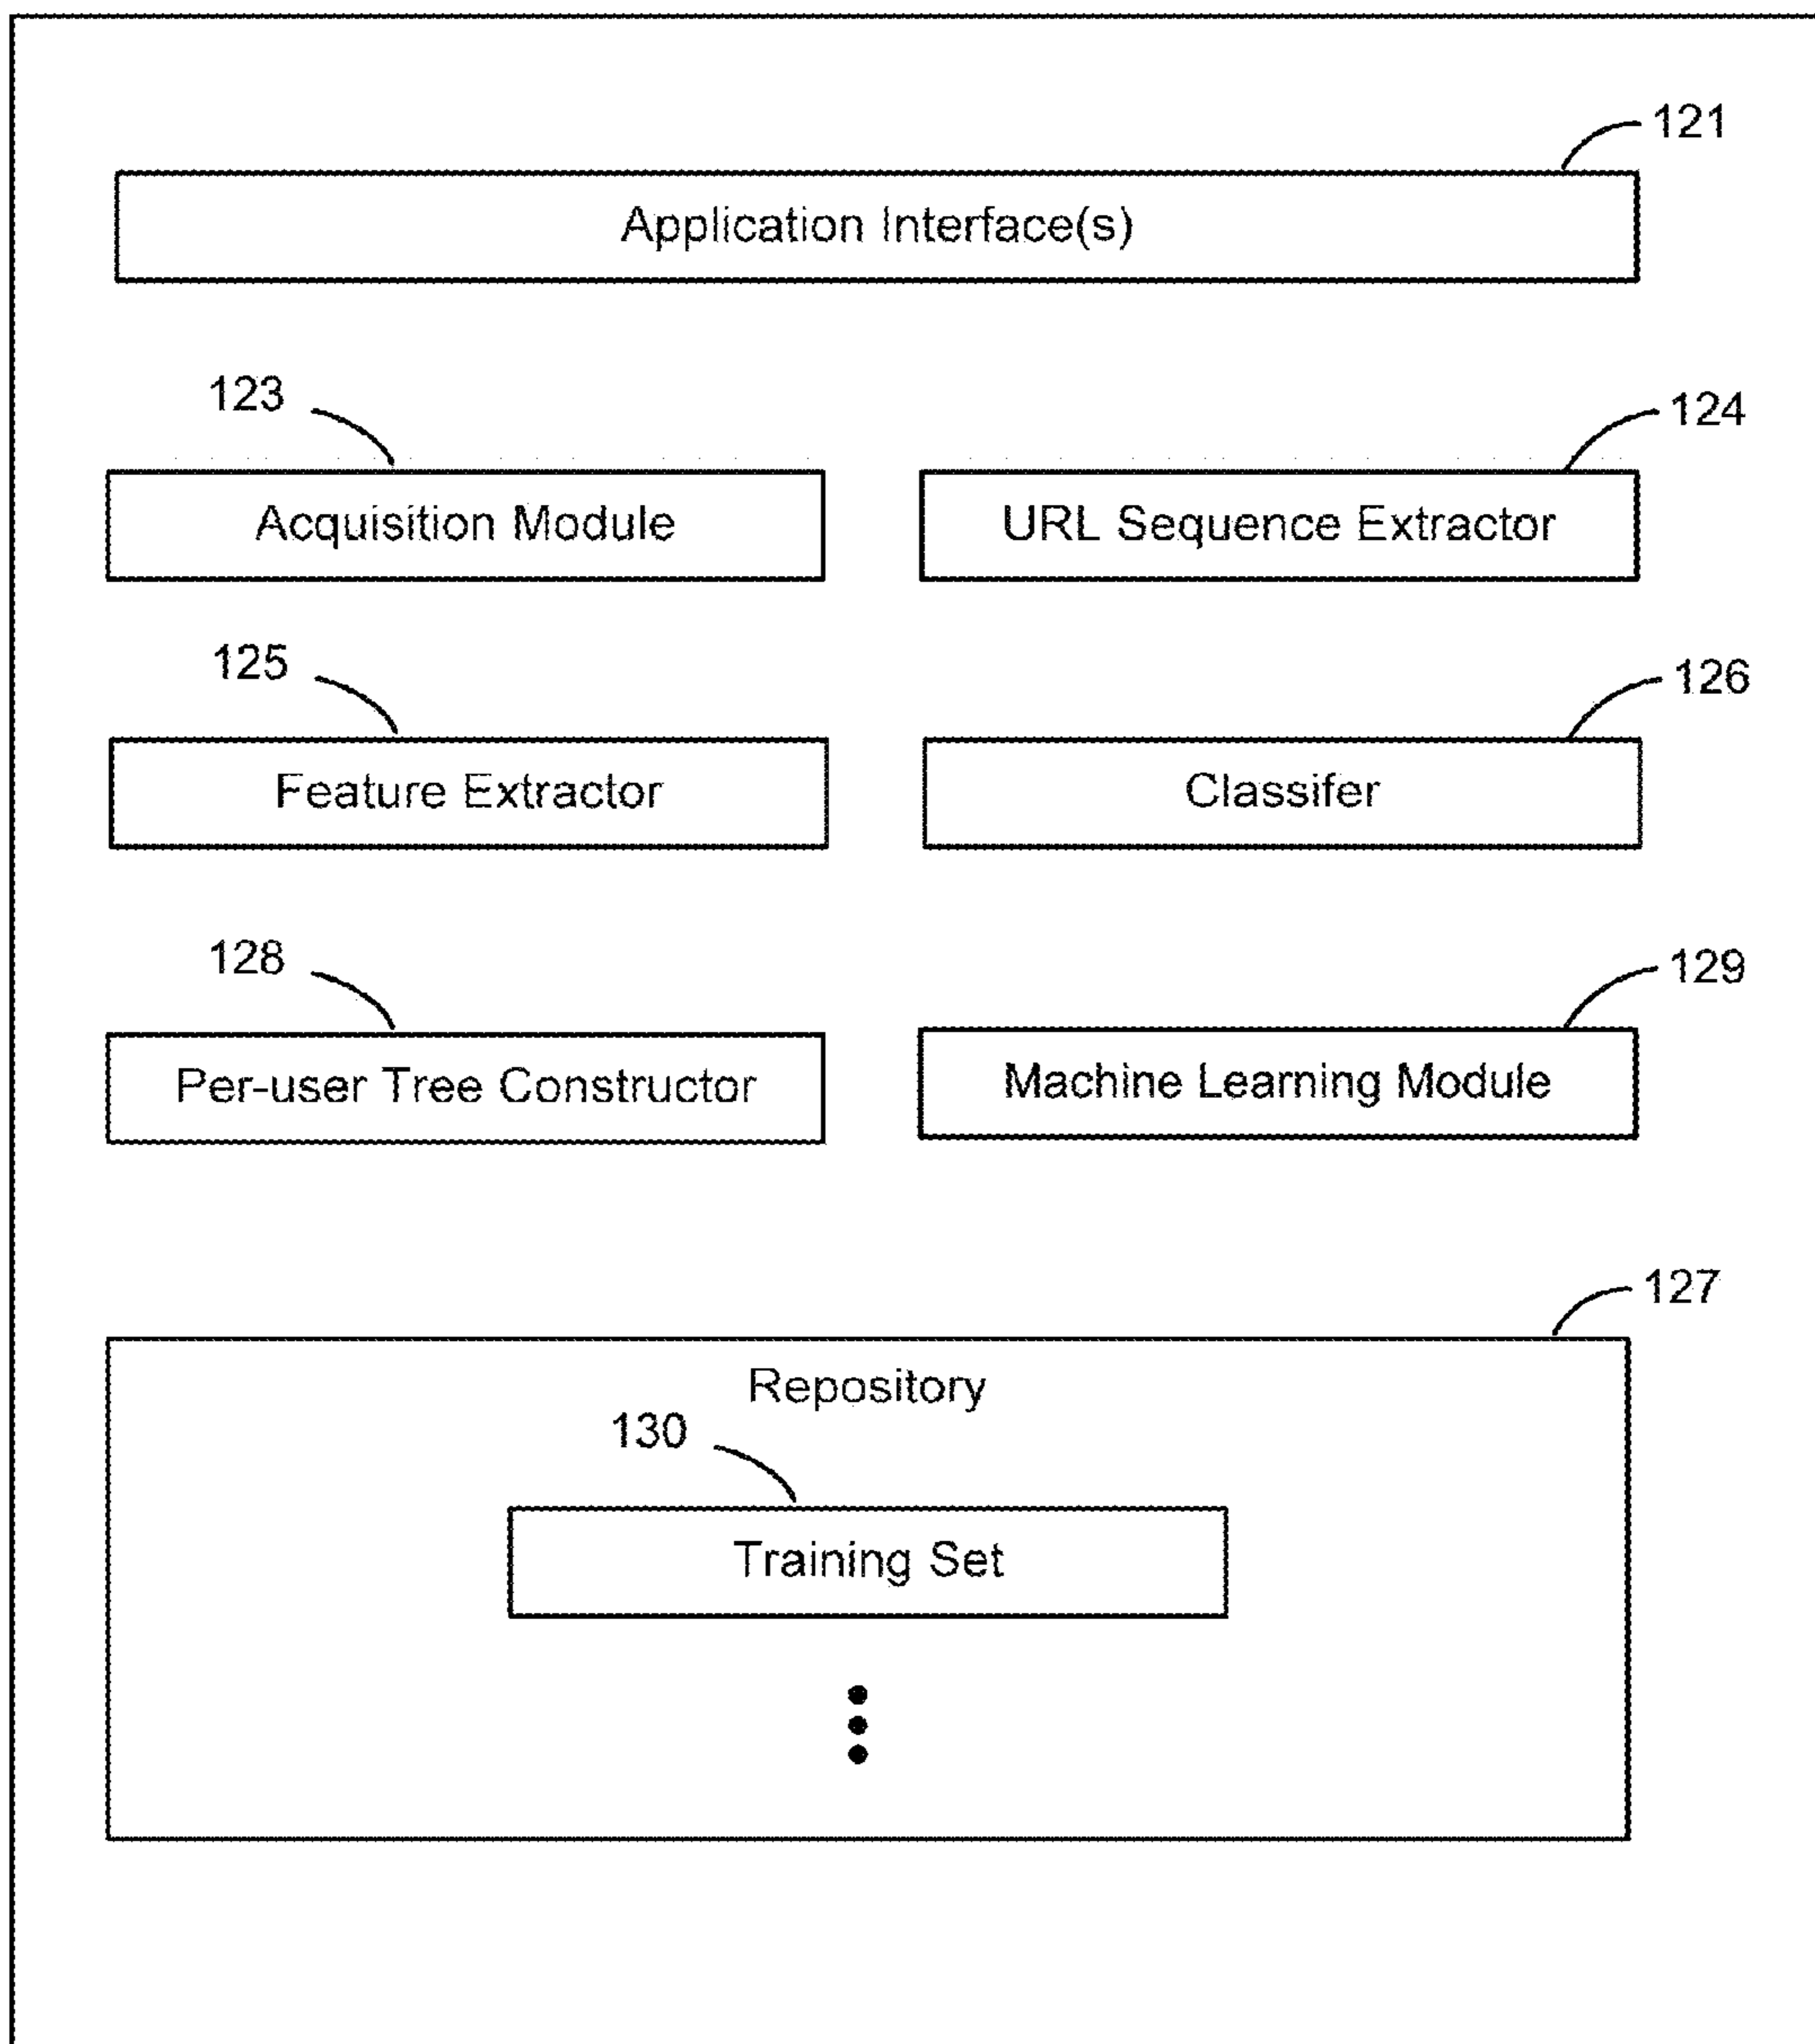 121
Application Interface(s)
123
124
Acquisition Module
URL Sequence Extractor
125
126
Feature Extractor
Classifer
128
129
Per-user Tree Constructor
Machine Learning Module
127
Repository
130
Training Set